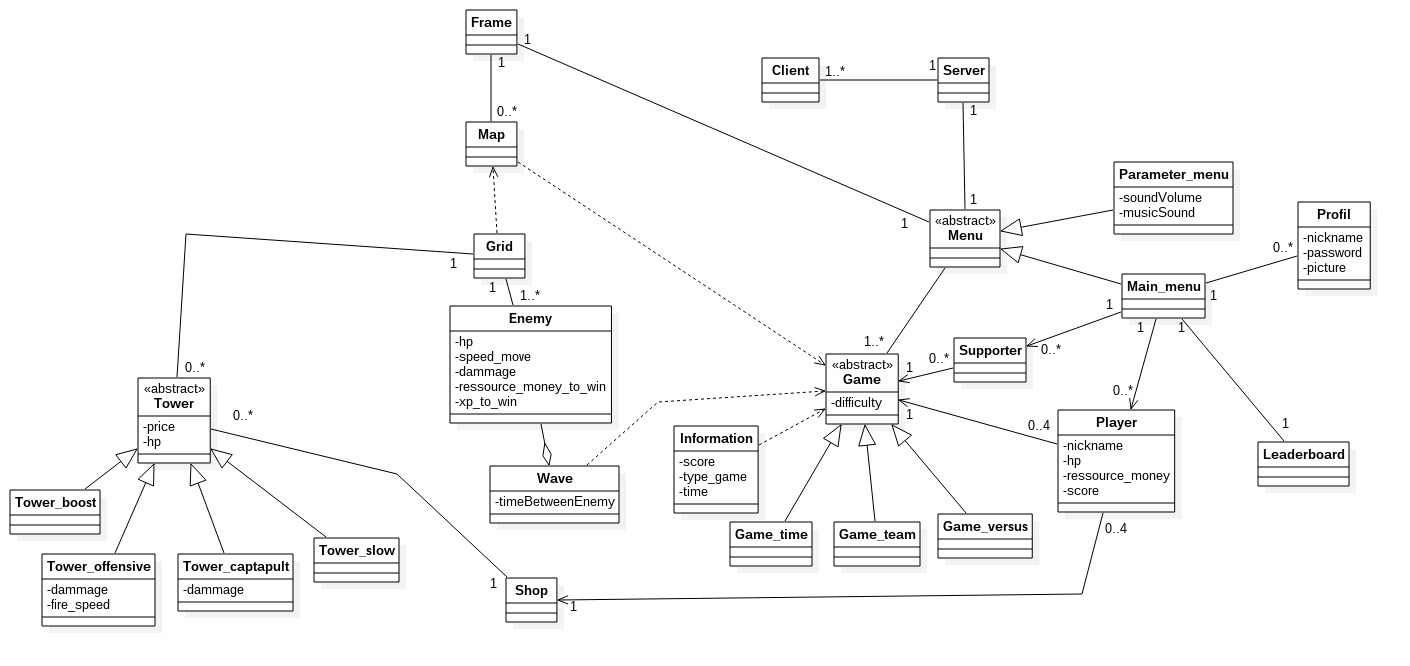 Frame
1
1
0..*
Map
Client
1..*
1
Server
1
1
1
«abstract»
Menu
Parameter_menu
-soundVolume
-musicSound
Profil
-nickname
-password
-picture
0..*
1
Main_menu
1
1
1
Grid
1
1
1..*
Enemy
-hp
-speed_move
-dammage
-ressource_money_to_win
-xp_to_win
1..*
«abstract»
Game
-difficulty
0..*
1
1
Supporter
0..*
0..*
0..4
Player
-nickname
-hp
-ressource_money
-score
0..4
1
Leaderboard
0..*
«abstract»
Tower
-price
-hp
0..*
Information
-score
-type_game
-time
Wave
-timeBetweenEnemy
Tower_boost
Tower_offensive
-dammage
-fire_speed
Tower_captapult
-dammage
Tower_slow
Game_time
Game_team
Game_versus
1
Shop
1